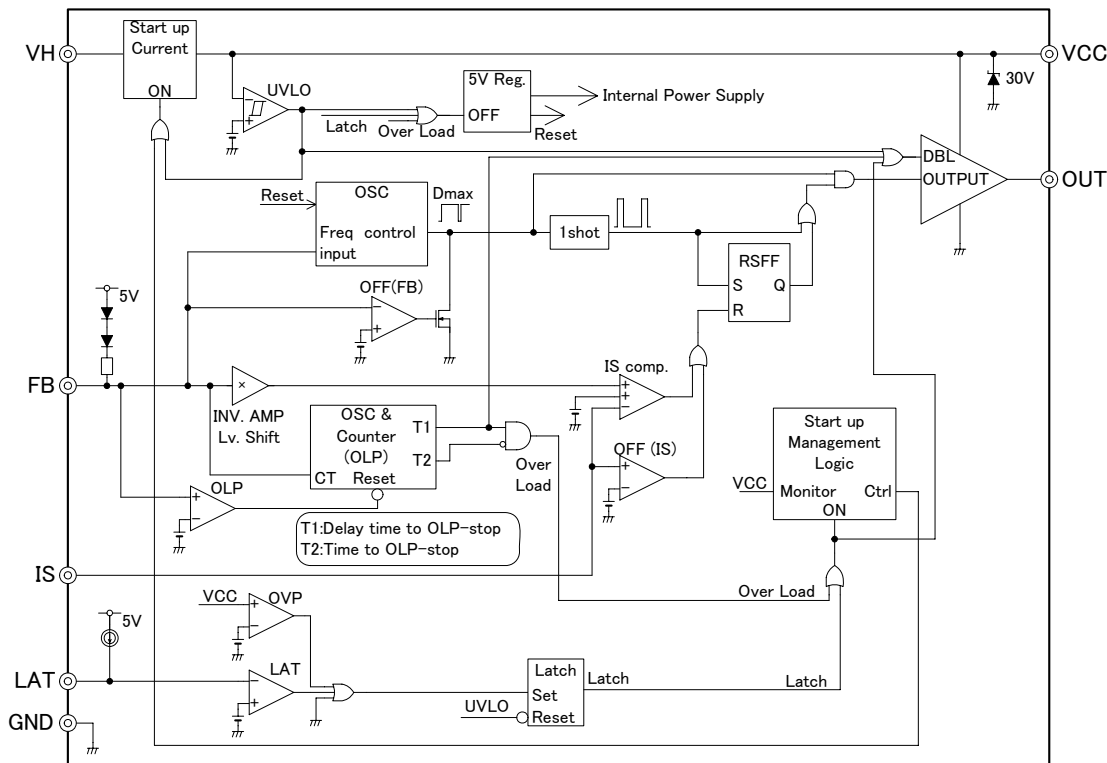 Start up
Current
ON
VH
VCC
UVLO
5V Reg.
OFF
Internal Power Supply
Reset
30V
Latch
Over Load
DBL
OUTPUT
OUT
Reset
OSC
Freq control
input
Dmax
1shot
RSFF
S
Q
R
5V
OFF(FB)
FB
×
INV. AMP
Lv. Shift
IS comp.
OSC &
Counter
(OLP)
T1
T2
CT
Reset
Over
Load
OFF (IS)
Start up
Management
Logic
VCC
Monitor
Ctrl
ON
OLP
T1:Delay time to OLP-stop
T2:Time to OLP-stop
IS
VCC
OVP
Over Load
5V
LAT
LAT
Latch
Set
Reset
Latch
Latch
UVLO
GND